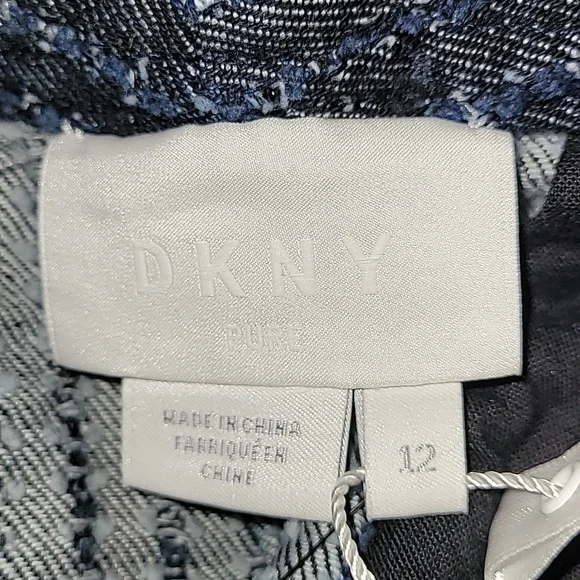 DKNY
PURE
MADE IN CHINA
FABRIQUÉ EN
CHINE
12